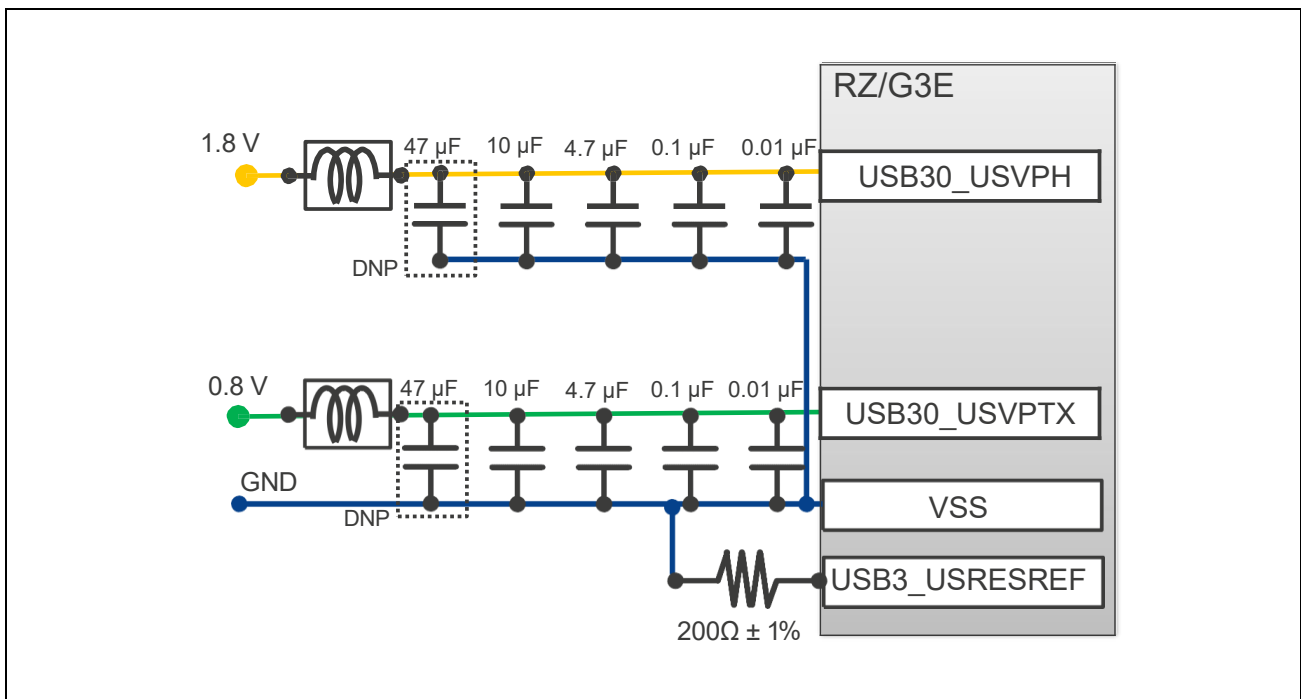 RZ/G3E
1.8 V
47 µF
10 µF
4.7 µF
0.1 µF
0.01 µF
USB30_USVPH
DNP
0.8 V
47 µF
10 µF
4.7 µF
0.1 µF
0.01 µF
USB30_USVPTX
GND
DNP
VSS
USB3_USRESREF
200Ω ± 1%